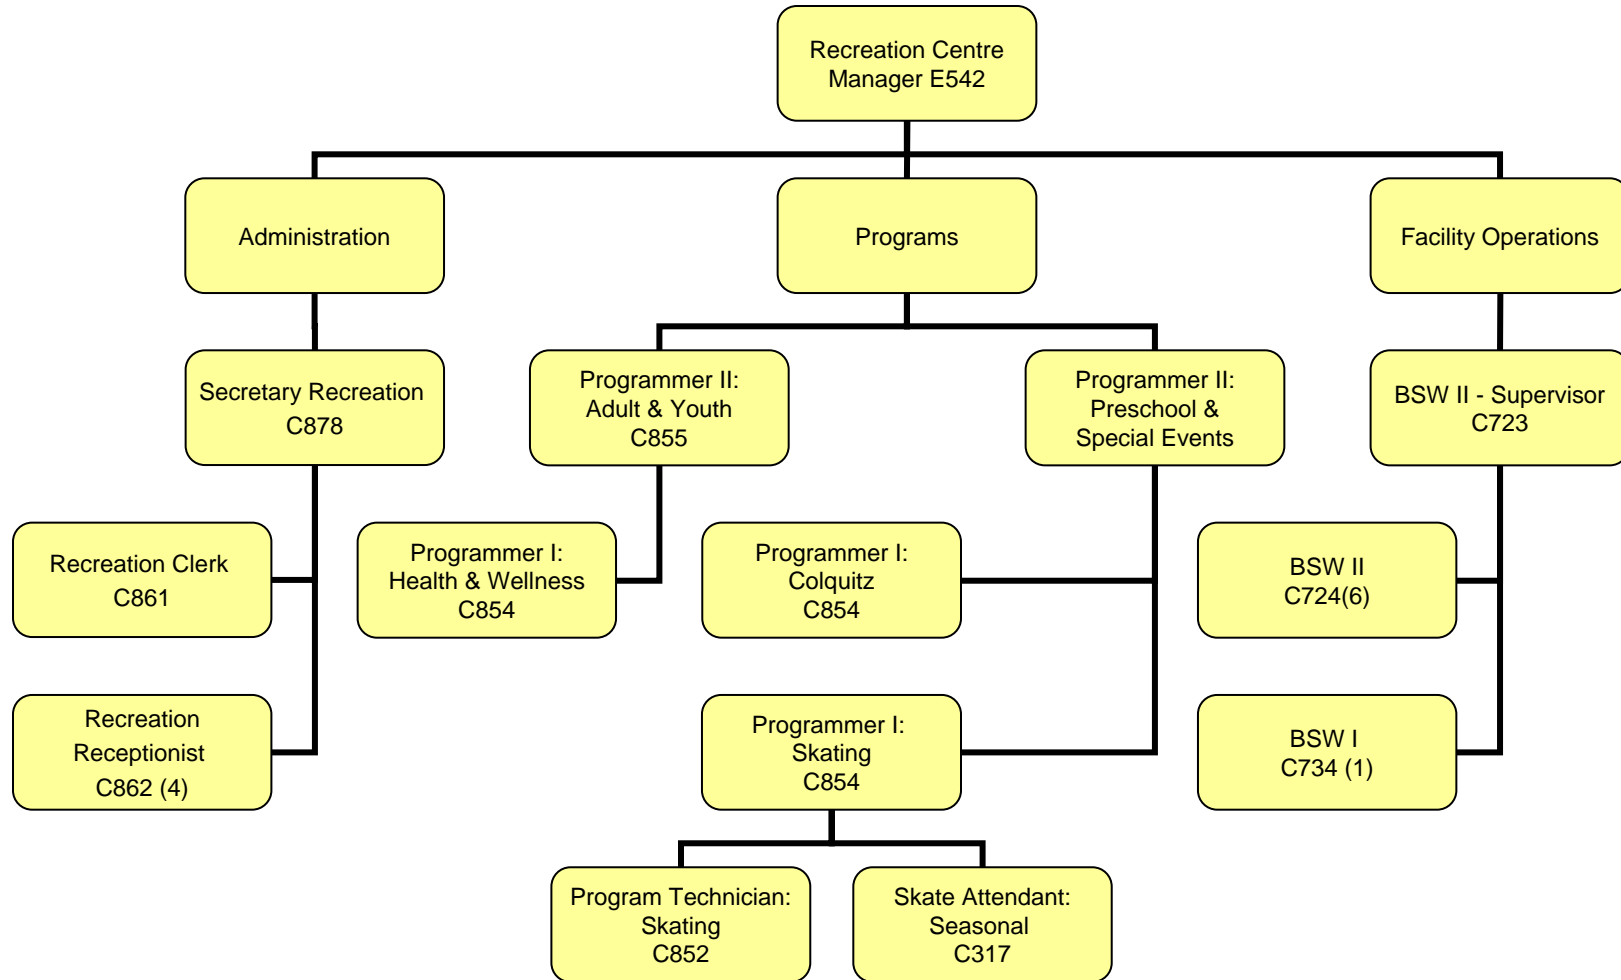 Recreation Centre
Manager E542
Administration
Programs
Facility Operations
Secretary Recreation
C878
Programmer II:
Adult & Youth
C855
Programmer II:
Preschool &
Special Events
BSW II - Supervisor
C723
Recreation Clerk
C861
Programmer I:
Health & Wellness
C854
Programmer I:
Colquitz
C854
BSW II
C724(6)
Recreation
Receptionist
C862 (4)
Programmer I:
Skating
C854
BSW I
C734 (1)
Program Technician:
Skating
C852
Skate Attendant:
Seasonal
C317